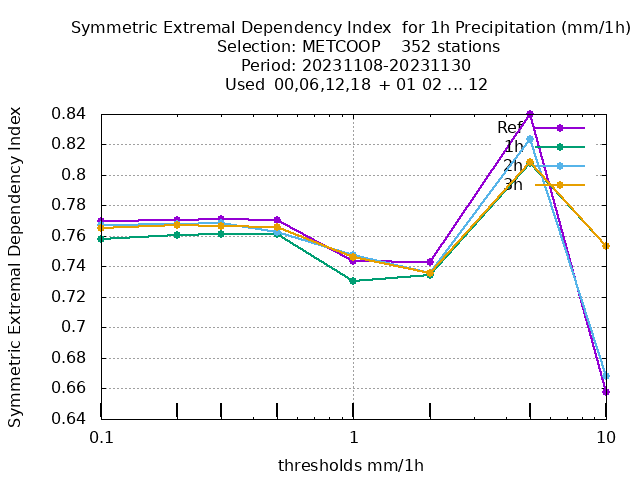 Symmetric Extremal Dependency Index for 1h Precipitation (mm/1h)
Selection: METCOOP 352 stations
Period: 20231108-20231130
Used 00,06,12,18 + 01 02 ... 12
Symmetric Extremal Dependency Index
0.84
0.82
0.8
0.78
0.76
0.74
0.72
0.7
0.68
0.66
0.64
Ref
1h
2h
3h
0.1
1
10
thresholds mm/1h